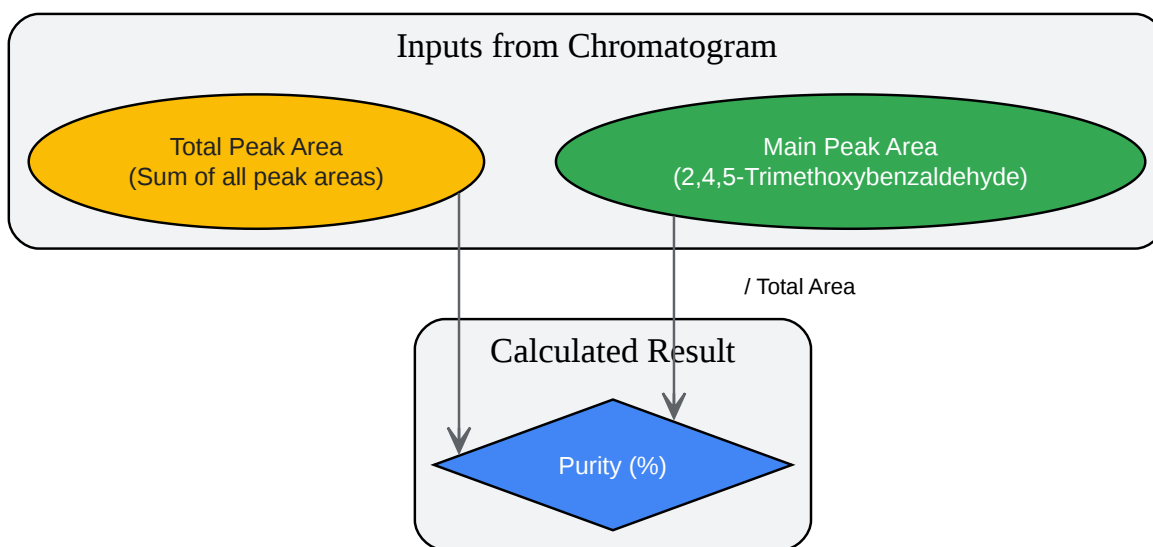 Inputs from Chromatogram
Total Peak Area
(Sum of all peak areas)
Main Peak Area
(2,4,5-Trimethoxybenzaldehyde)
/ Total Area
Calculated Result
Purity (%)